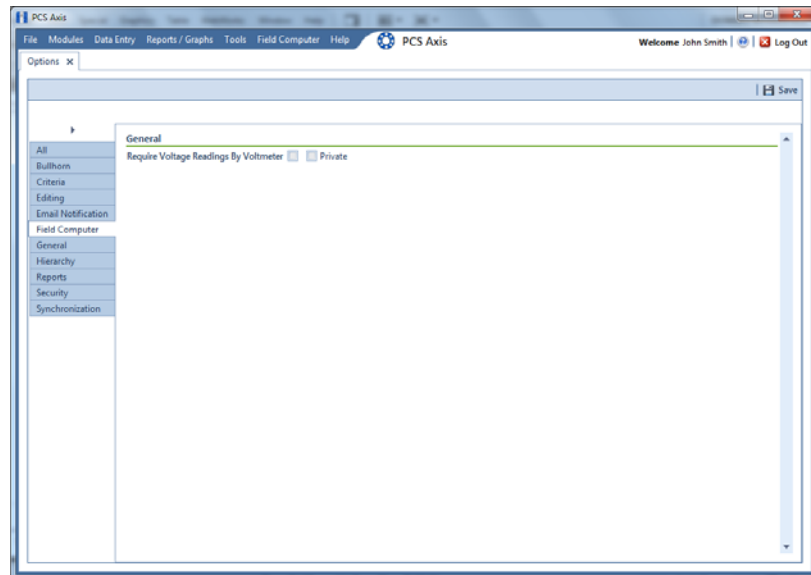 PCS Axis
File Modules Data Entry Reports / Graphs Tools Field Computer Help PCS Axis Welcome John Smith Log Out
Options X
Save
General
Require Voltage Readings By Voltmeter Private
All
Bullhorn
Criteria
Editing
Email Notification
Field Computer
General
Hierarchy
Reports
Security
Synchronization